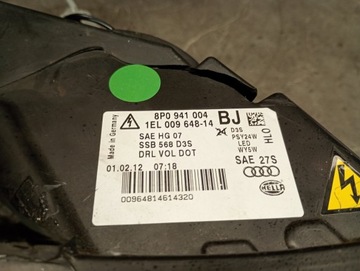 Made in Germany
8P0 941 004
1EL 009 648-14
BJ
SAE HG 07
SSB 568 D3S
DRL VOL DOT
D3S
PSY24W
LED
WY5W
HLO
01.02.12 07:18
SAE 27S
HELLA
00964814614320